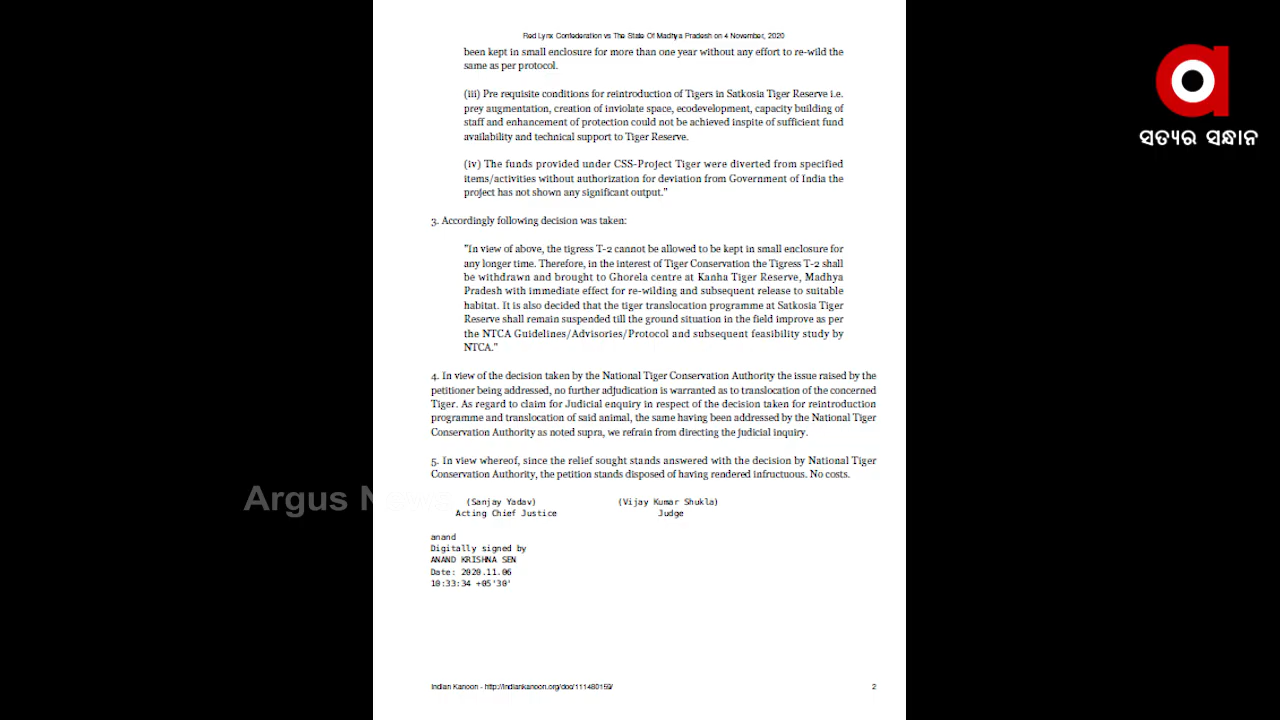 Red Lynx Confederation vs The State Of Madhya Pradesh on 4 November, 2020
been kept in small enclosure for more than one year without any effort to re-wild the
same as per protocol.
(iii) Pre requisite conditions for reintroduction of Tigers in Satkosia Tiger Reserve i.e.
prey augmentation, creation of inviolate space, ecodevelopment, capacity building of
staff and enhancement of protection could not be achieved inspite of sufficient fund
availability and technical support to Tiger Reserve.
(iv) The funds provided under CSS-Project Tiger were diverted from specified
items/activities without authorization for deviation from Government of India the
project has not shown any significant output."
3. Accordingly following decision was taken:
"In view of above, the tigress T-2 cannot be allowed to be kept in small enclosure for
any longer time. Therefore, in the interest of Tiger Conservation the Tigress T-2 shall
be withdrawn and brought to Ghorela centre at Kanha Tiger Reserve, Madhya
Pradesh with immediate effect for re-wilding and subsequent release to suitable
habitat. It is also decided that the tiger translocation programme at Satkosia Tiger
Reserve shall remain suspended till the ground situation in the field improve as per
the NTCA Guidelines/Advisories/Protocol and subsequent feasibility study by
NTCA."
4. In view of the decision taken by the National Tiger Conservation Authority the issue raised by the
petitioner being addressed, no further adjudication is warranted as to translocation of the concerned
Tiger. As regard to claim for Judicial enquiry in respect of the decision taken for reintroduction
programme and translocation of said animal, the same having been addressed by the National Tiger
Conservation Authority as noted supra, we refrain from directing the judicial inquiry.
5. In view whereof, since the relief sought stands answered with the decision by National Tiger
Conservation Authority, the petition stands disposed of having rendered infructuous. No costs.
(Sanjay Yadav) (Vijay Kumar Shukla)
Acting Chief Justice Judge
anand
Digitally signed by
ANAND KRISHNA SEN
Date: 2020.11.06
10:33:34 +05'30'
Indian Kanoon - http://indiankanoon.org/doc/111480159/ 2
ସତ୍ୟର ସନ୍ଧାନ
Argus News